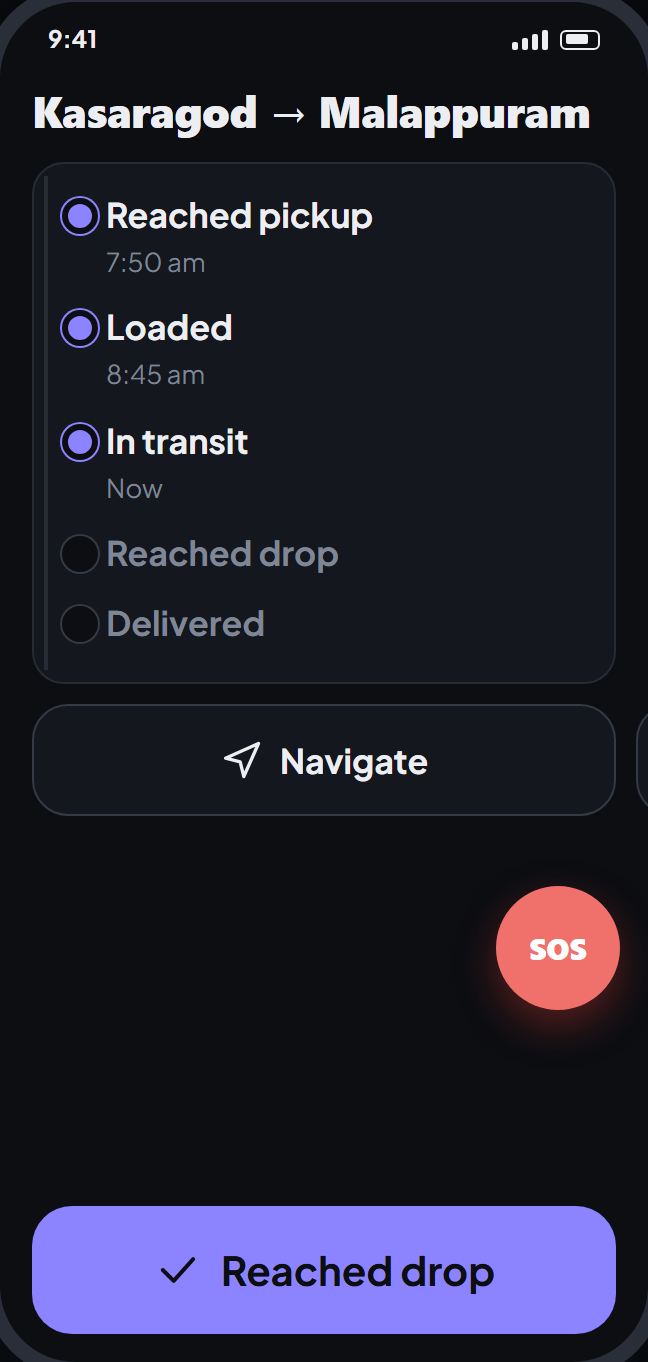 9:41
Kasaragod → Malappuram
Reached pickup
7:50 am
Loaded
8:45 am
In transit
Now
Reached drop
Delivered
Navigate
SOS
Reached drop